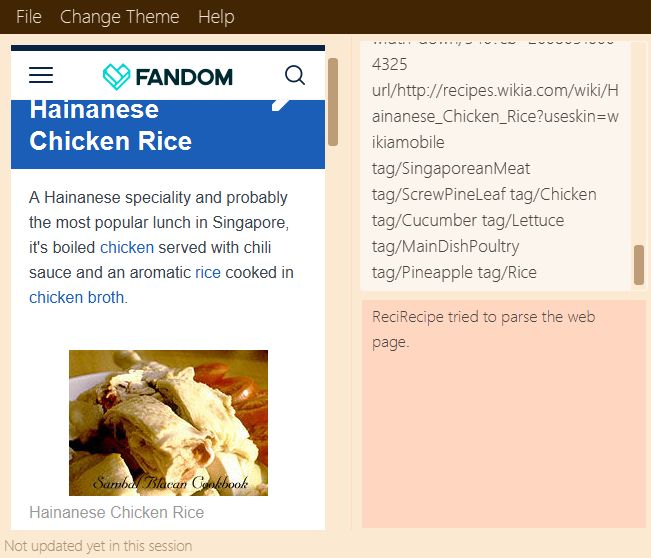 File Change Theme Help
FANDOM
Hainanese
Chicken Rice
A Hainanese speciality and probably
the most popular lunch in Singapore,
it's boiled chicken served with chili
sauce and an aromatic rice cooked in
chicken broth.
Sambal Blacan Cookbook
Hainanese Chicken Rice
4325
url/http://recipes.wikia.com/wiki/H
ainanese_Chicken_Rice?useskin=w
ikiamobile
tag/SingaporeanMeat
tag/ScrewPineLeaf tag/Chicken
tag/Cucumber tag/Lettuce
tag/MainDishPoultry
tag/Pineapple tag/Rice
ReciRecipe tried to parse the web
page.
Not updated yet in this session